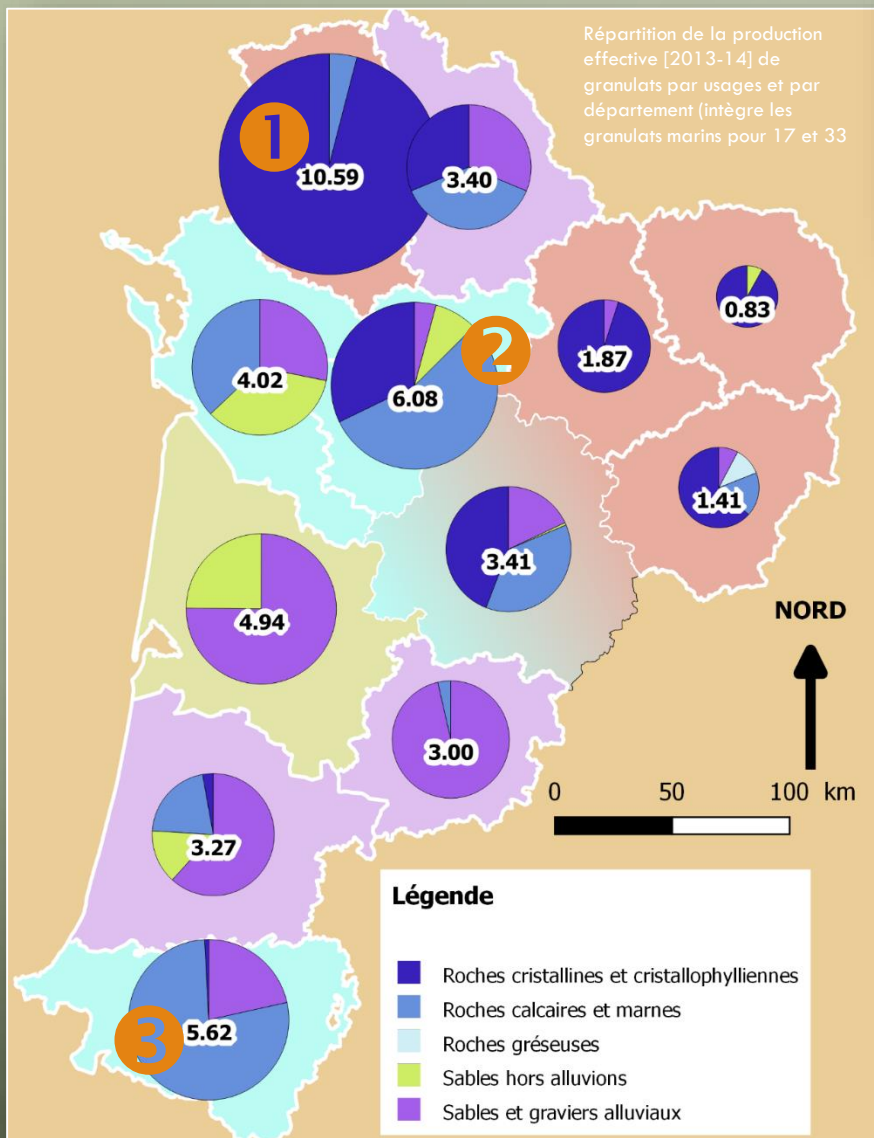 Répartition de la production
effective [2013-14] de
granulats par usages et par
département (intègre les
granulats marins pour 17 et 33
1
10.59
3.40
0.83
2
1.87
4.02
6.08
1.41
3.41
4.94
NORD
3.00
0 50 100 km
3.27
Légende
Roches cristallines et cristallophylliennes
Roches calcaires et marnes
Roches gréseuses
Sables hors alluvions
Sables et graviers alluviaux
5.62
3